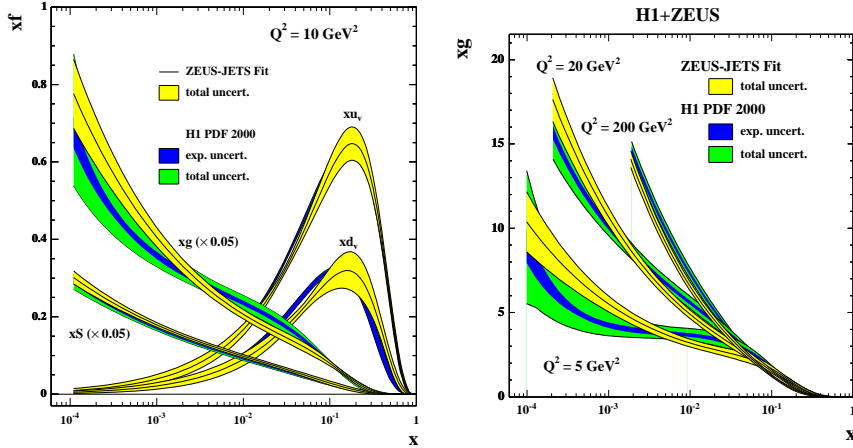 xf
Q² = 10 GeV²
ZEUS-JETS Fit
total uncert.
H1 PDF 2000
exp. uncert.
total uncert.
xuᵥ
xdᵥ
xg (× 0.05)
xS (× 0.05)
1
0.8
0.6
0.4
0.2
0
10⁻⁴
10⁻³
10⁻²
10⁻¹
1
x
H1+ZEUS
xg
Q² = 20 GeV²
Q² = 200 GeV²
Q² = 5 GeV²
ZEUS-JETS Fit
total uncert.
H1 PDF 2000
exp. uncert.
total uncert.
20
15
10
5
0
10⁻⁴
10⁻³
10⁻²
10⁻¹
1
x